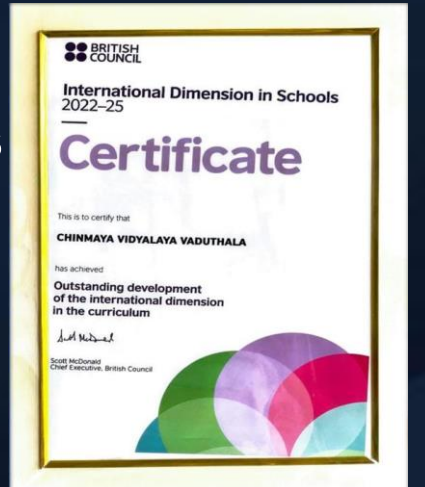 BRITISH
COUNCIL
International Dimension in Schools
2022–25
Certificate
This is to certify that
CHINMAYA VIDYALAYA VADUTHALA
has achieved
Outstanding development
of the international dimension
in the curriculum
Scott McDonald
Chief Executive, British Council